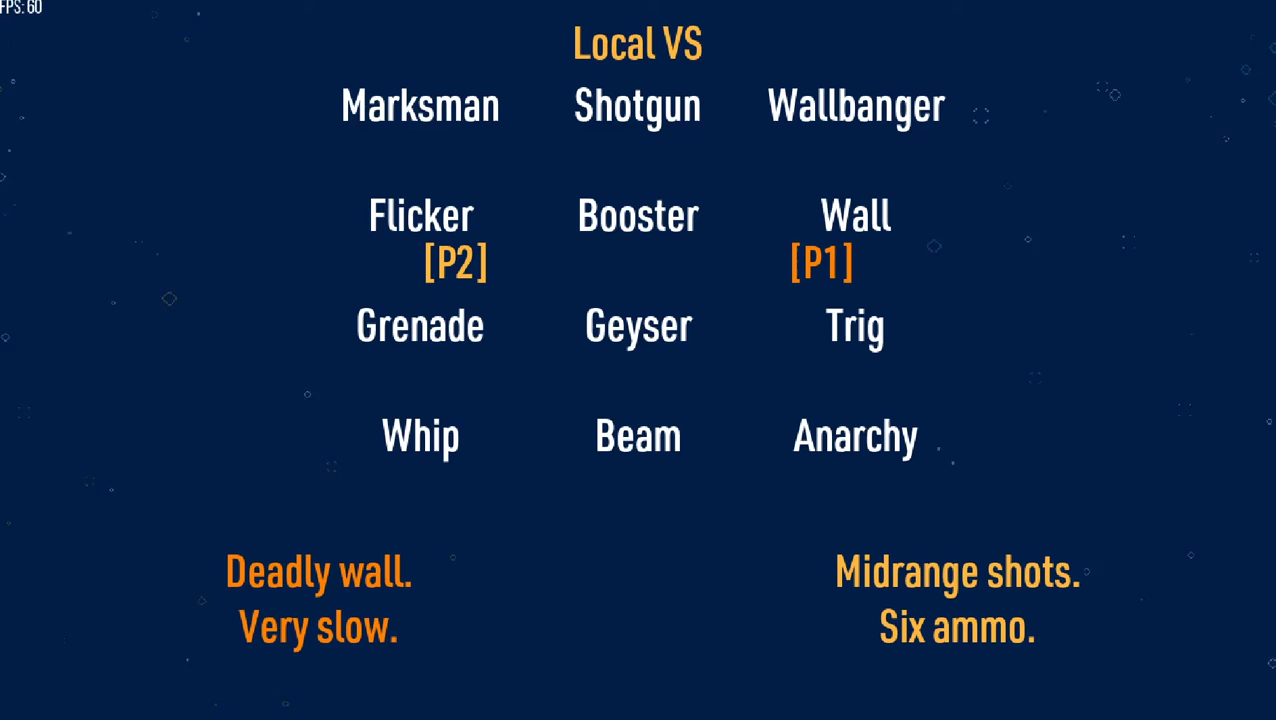 FPS: 60
Local VS
Marksman Shotgun Wallbanger
Flicker Booster Wall
[P2] [P1]
Grenade Geyser Trig
Whip Beam Anarchy
Deadly wall. Midrange shots.
Very slow. Six ammo.